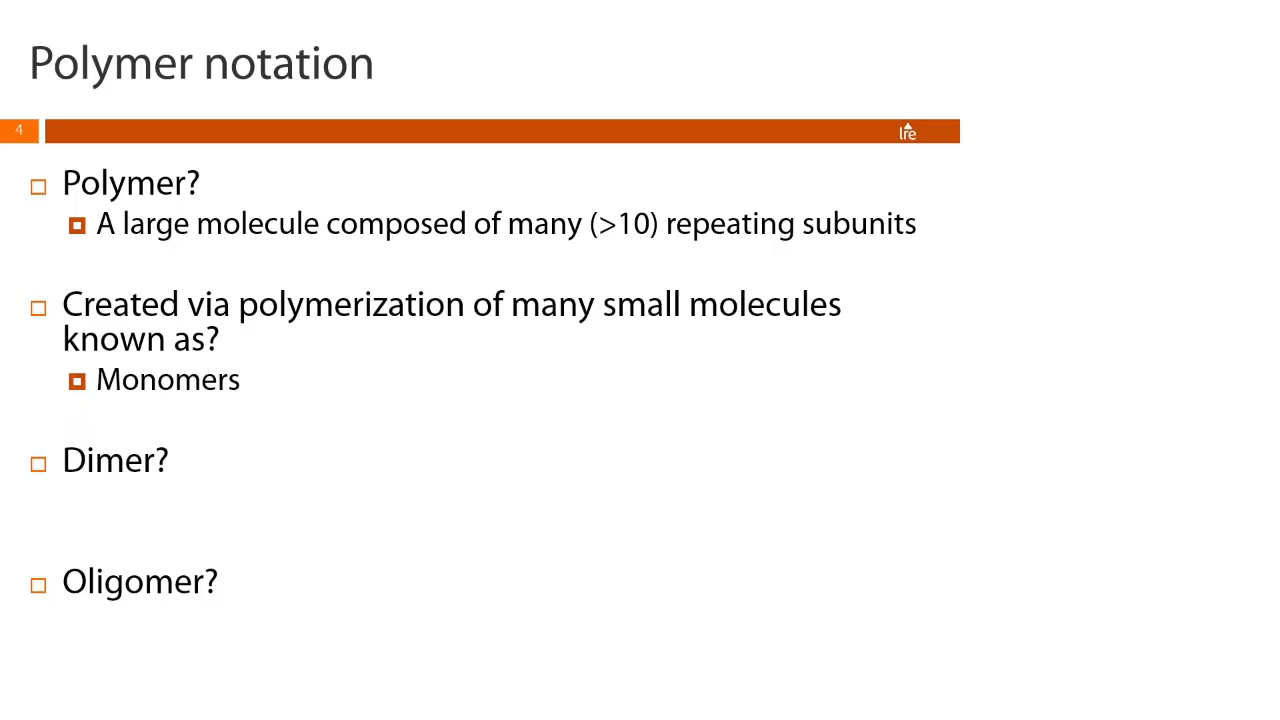 Polymer notation
4
lre
Polymer?
A large molecule composed of many (>10) repeating subunits
Created via polymerization of many small molecules
known as?
Monomers
Dimer?
Oligomer?